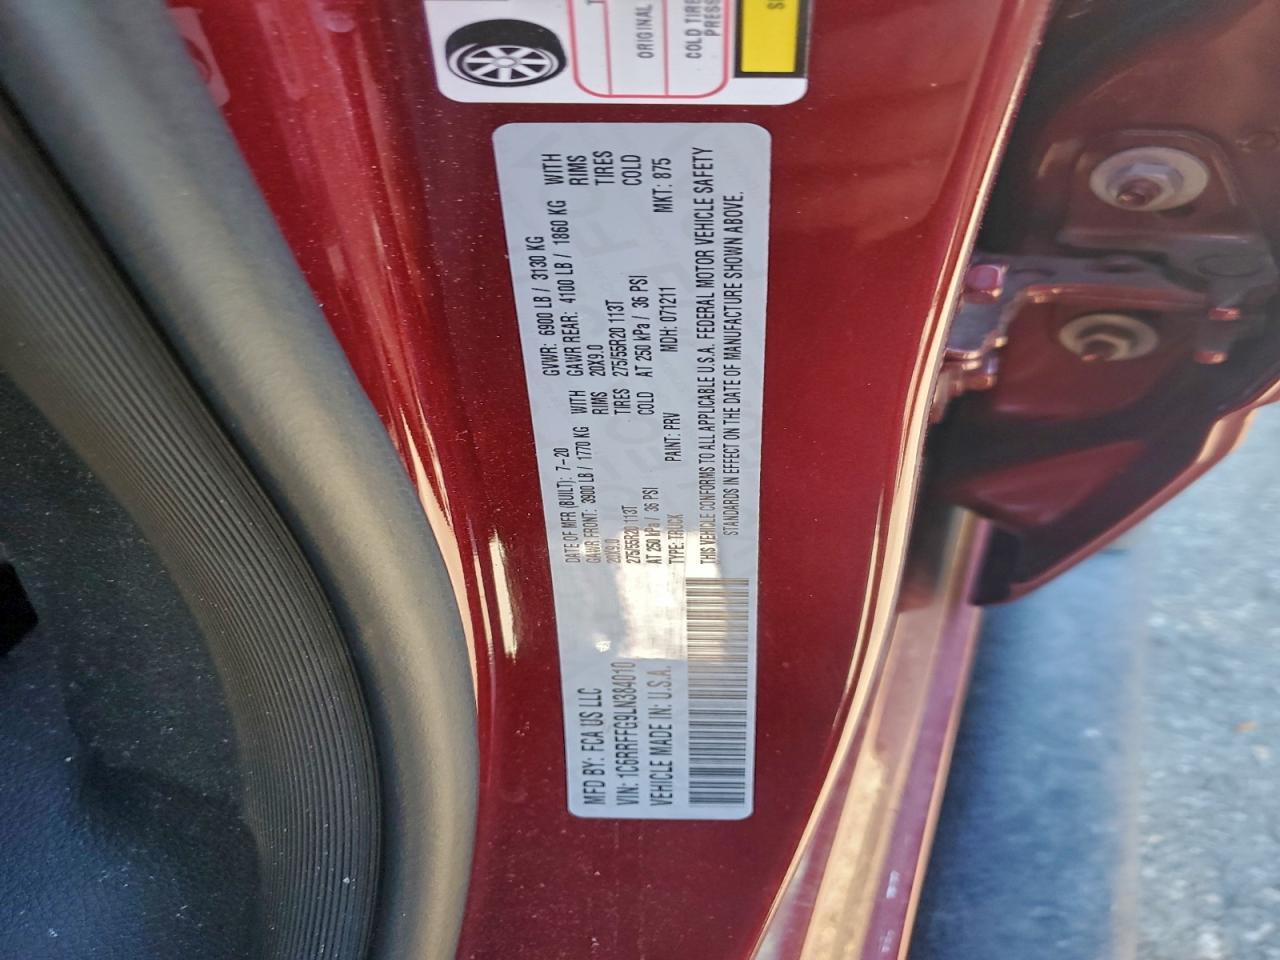 ORIGINAL
COLD TIRE
PRESS
MFD BY: FCA US LLC
DATE OF MFR (BUILT): 7-20
GVWR: 6900 LB / 3130 KG
VIN: 1C6RRFFG9LN384010
GAWR FRONT: 3900 LB / 1770 KG WITH
GAWR REAR: 4100 LB / 1860 KG WITH
20X9.0 RIMS
20X9.0 RIMS
275/55R20 113T TIRES
275/55R20 113T TIRES
AT 250 kPa / 36 PSI COLD
AT 250 kPa / 36 PSI COLD
VEHICLE MADE IN: U.S.A.
TYPE: TRUCK PAINT: PRV MDH: 071211 MKT: 875
THIS VEHICLE CONFORMS TO ALL APPLICABLE U.S.A. FEDERAL MOTOR VEHICLE SAFETY
STANDARDS IN EFFECT ON THE DATE OF MANUFACTURE SHOWN ABOVE.